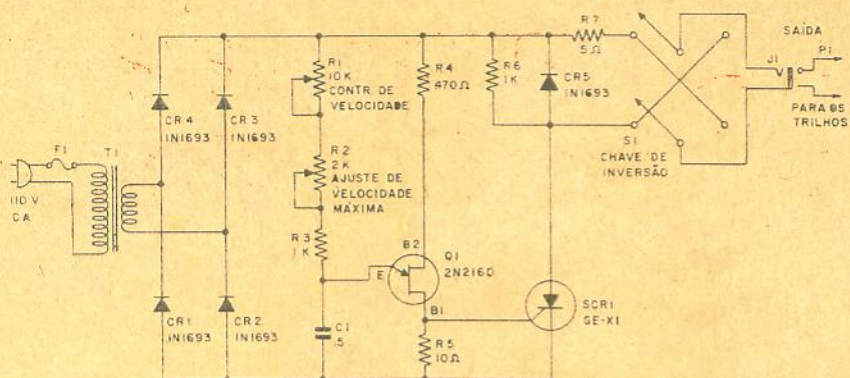 F1
T1
110 V
C A
CR4
1N1693
CR3
1N1693
CR1
1N1693
CR2
1N1693
R1
10K
CONTR. DE
VELOCIDADE
R2
2K
AJUSTE DE
VELOCIDADE
MÁXIMA
R3
1K
C1
.5
R4
470Ω
B2
Q1
2N2160
E
B1
R5
10Ω
R6
1K
CR5
1N1693
R7
5Ω
SCR1
GE-X1
S1
CHAVE DE
INVERSÃO
SAÍDA
J1
P1
PARA OS
TRILHOS